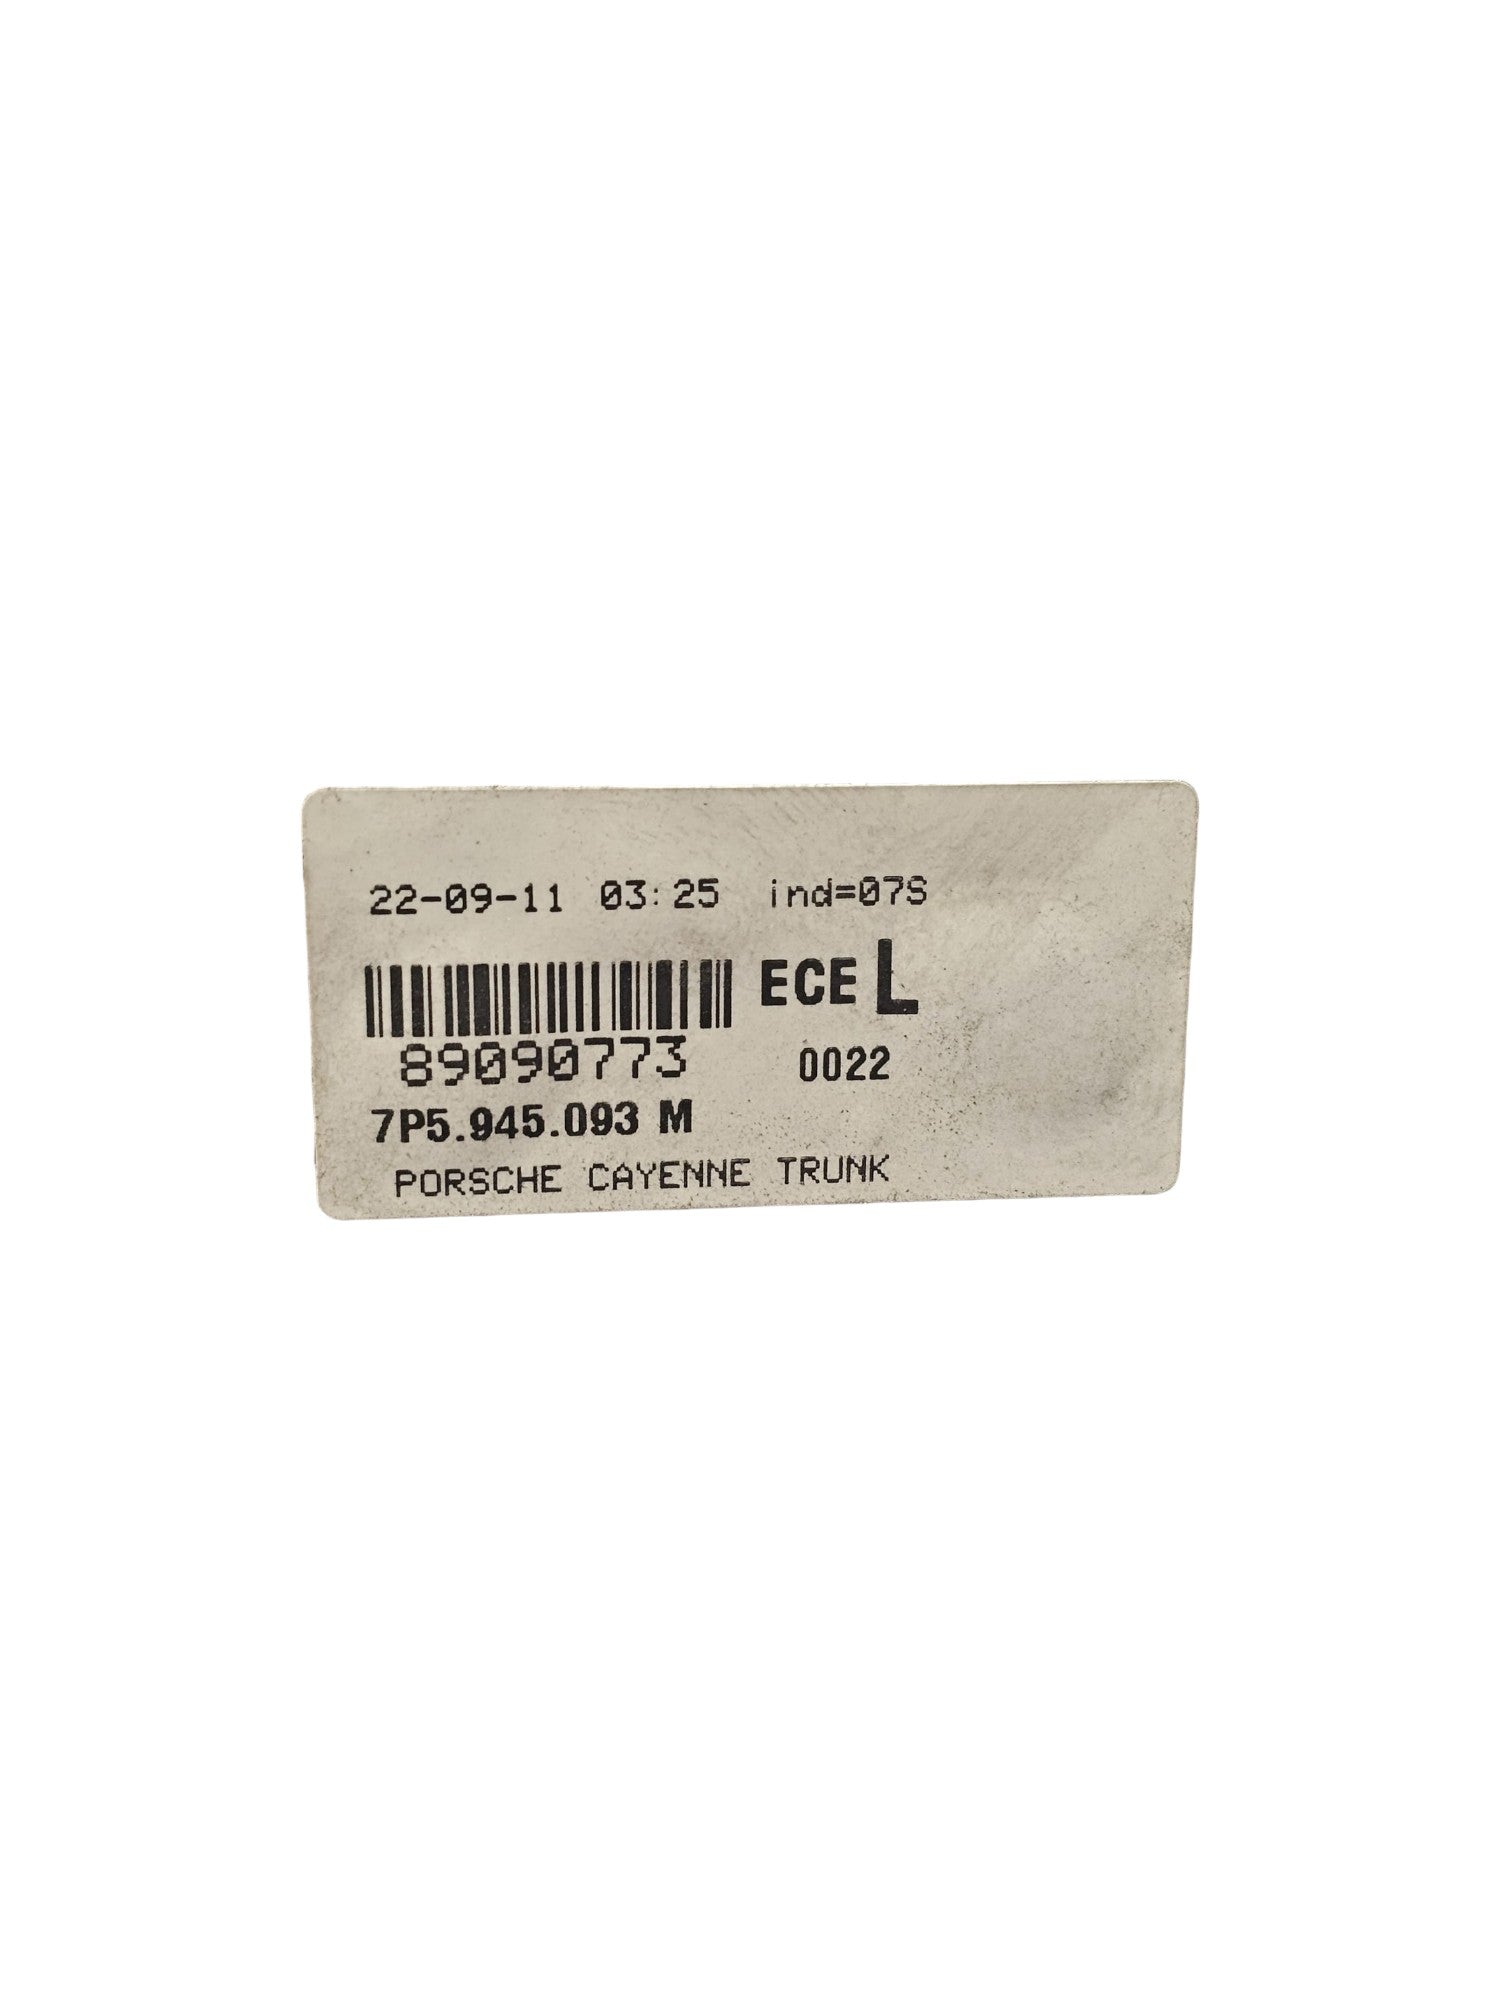 22-09-11 03:25 ind=07S
ECE L
89090773 0022
7P5.945.093 M
PORSCHE CAYENNE TRUNK